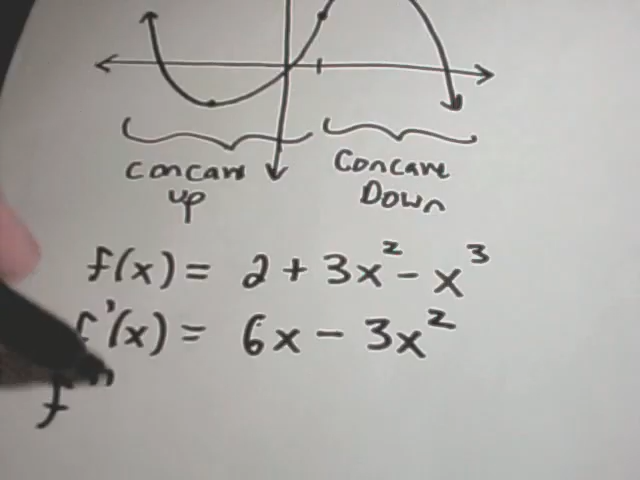 concave Concave
up Down
f(x) = 2 + 3x² - x³
f'(x) = 6x - 3x²
f"